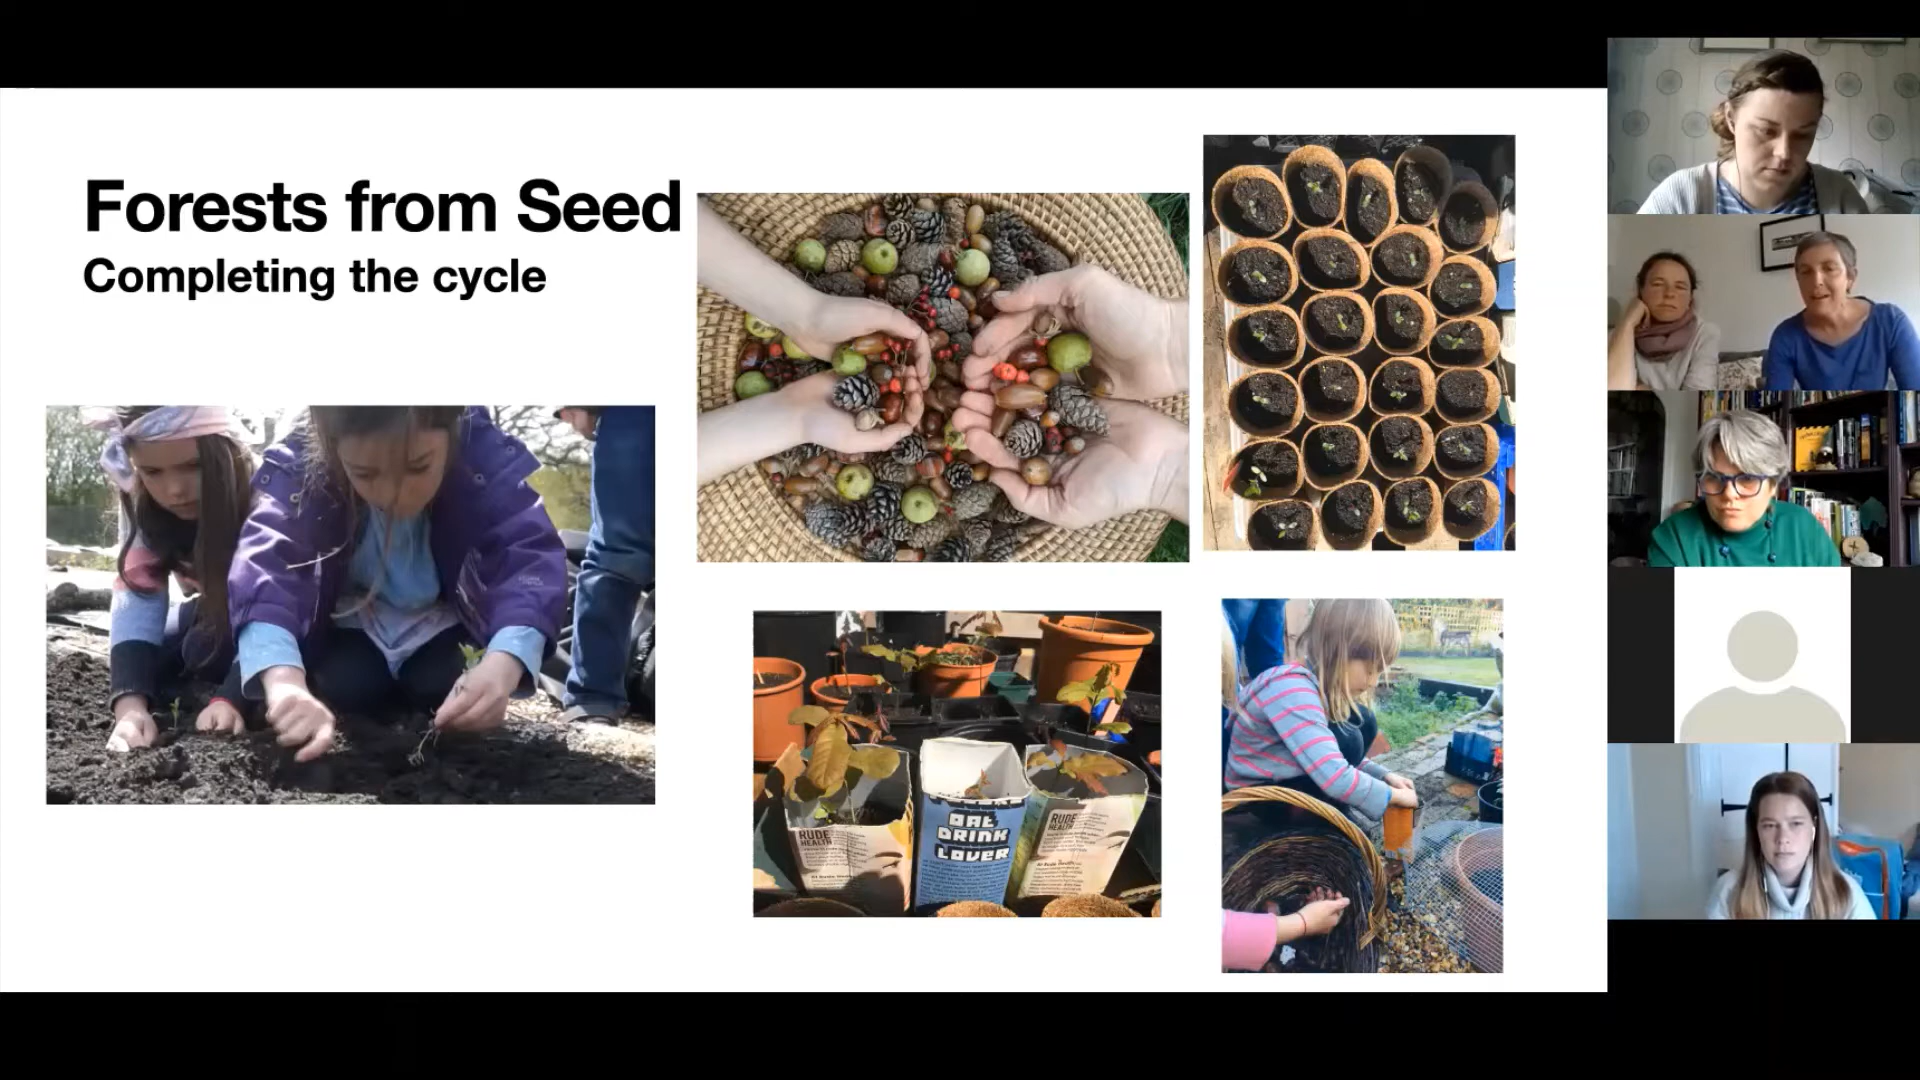 Forests from Seed
Completing the cycle
RUDE
HEALTH
OAT
DRINK
LOVER
RUDE
HEALTH